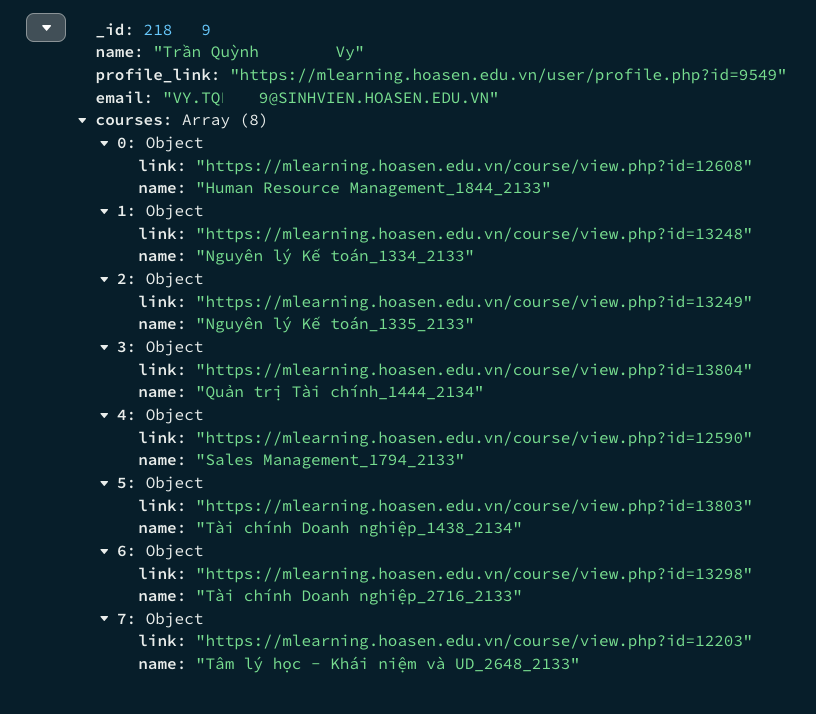 _id: 218 9
name: "Trần Quỳnh Vy"
profile_link: "https://mlearning.hoasen.edu.vn/user/profile.php?id=9549"
email: "VY.TQ 9@SINHVIEN.HOASEN.EDU.VN"
courses: Array (8)
0: Object
link: "https://mlearning.hoasen.edu.vn/course/view.php?id=12608"
name: "Human Resource Management_1844_2133"
1: Object
link: "https://mlearning.hoasen.edu.vn/course/view.php?id=13248"
name: "Nguyên lý Kế toán_1334_2133"
2: Object
link: "https://mlearning.hoasen.edu.vn/course/view.php?id=13249"
name: "Nguyên lý Kế toán_1335_2133"
3: Object
link: "https://mlearning.hoasen.edu.vn/course/view.php?id=13804"
name: "Quản trị Tài chính_1444_2134"
4: Object
link: "https://mlearning.hoasen.edu.vn/course/view.php?id=12590"
name: "Sales Management_1794_2133"
5: Object
link: "https://mlearning.hoasen.edu.vn/course/view.php?id=13803"
name: "Tài chính Doanh nghiệp_1438_2134"
6: Object
link: "https://mlearning.hoasen.edu.vn/course/view.php?id=13298"
name: "Tài chính Doanh nghiệp_2716_2133"
7: Object
link: "https://mlearning.hoasen.edu.vn/course/view.php?id=12203"
name: "Tâm lý học - Khái niệm và UD_2648_2133"